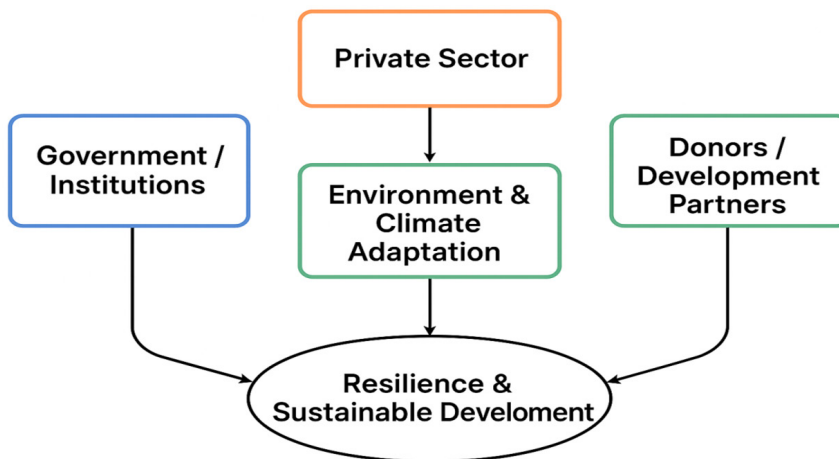 Private Sector
Government /
Institutions
Environment &
Climate
Adaptation
Donors /
Development
Partners
Resilience &
Sustainable Develoment